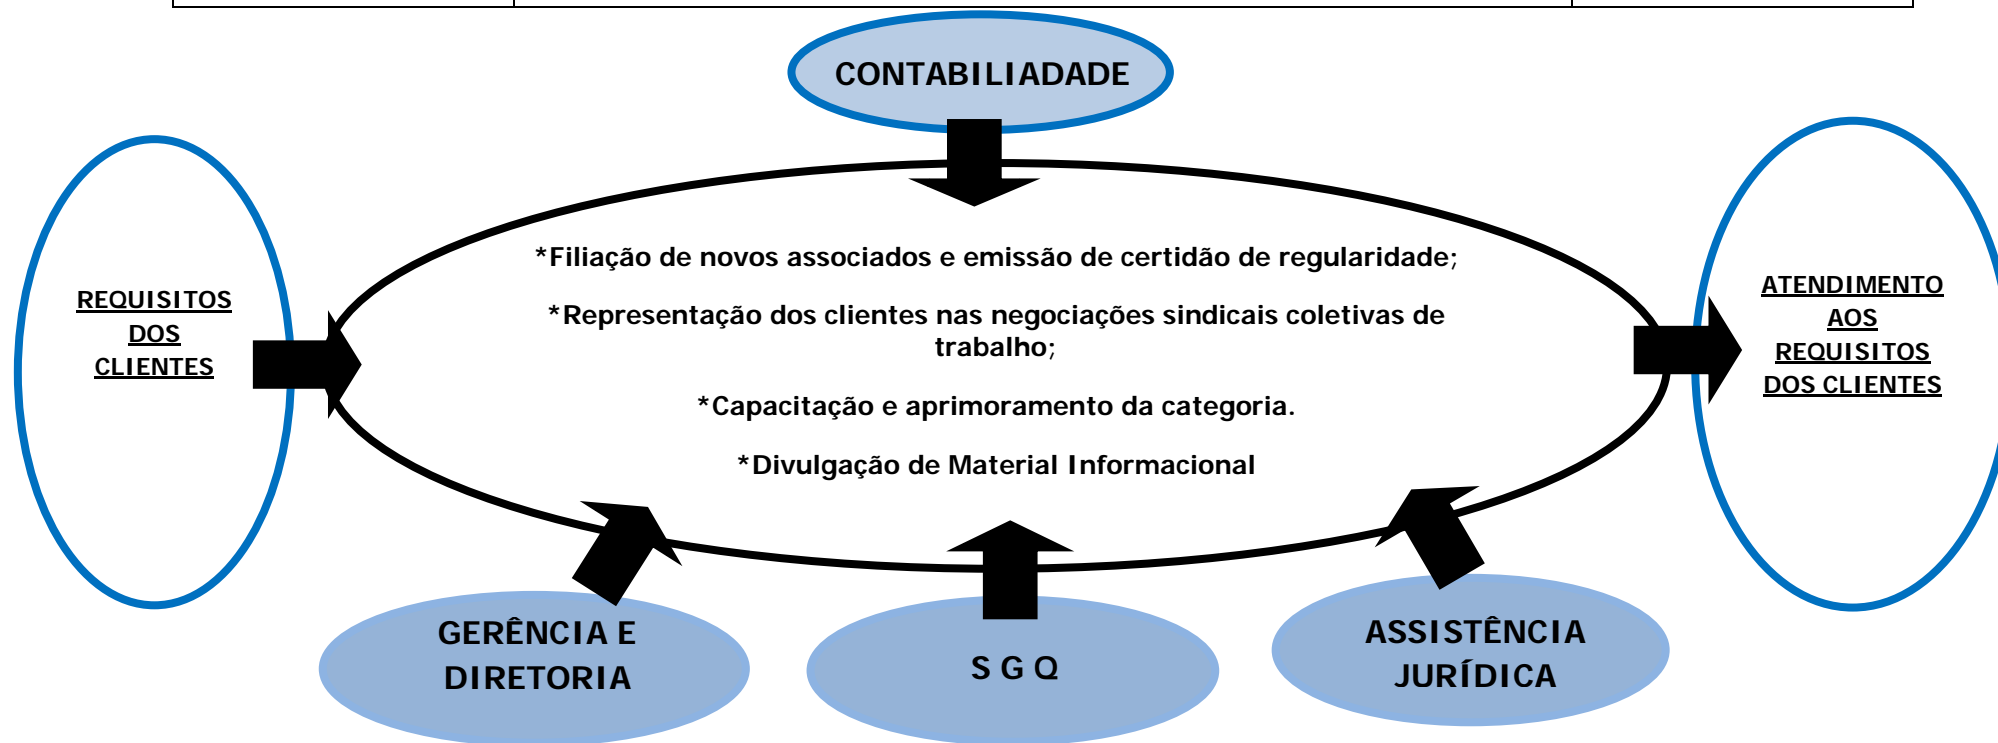 CONTABILIADADE
REQUISITOS
DOS
CLIENTES
*Filiação de novos associados e emissão de certidão de regularidade;
*Representação dos clientes nas negociações sindicais coletivas de
trabalho;
*Capacitação e aprimoramento da categoria.
*Divulgação de Material Informacional
ATENDIMENTO
AOS
REQUISITOS
DOS CLIENTES
GERÊNCIA E
DIRETORIA
S G Q
ASSISTÊNCIA
JURÍDICA